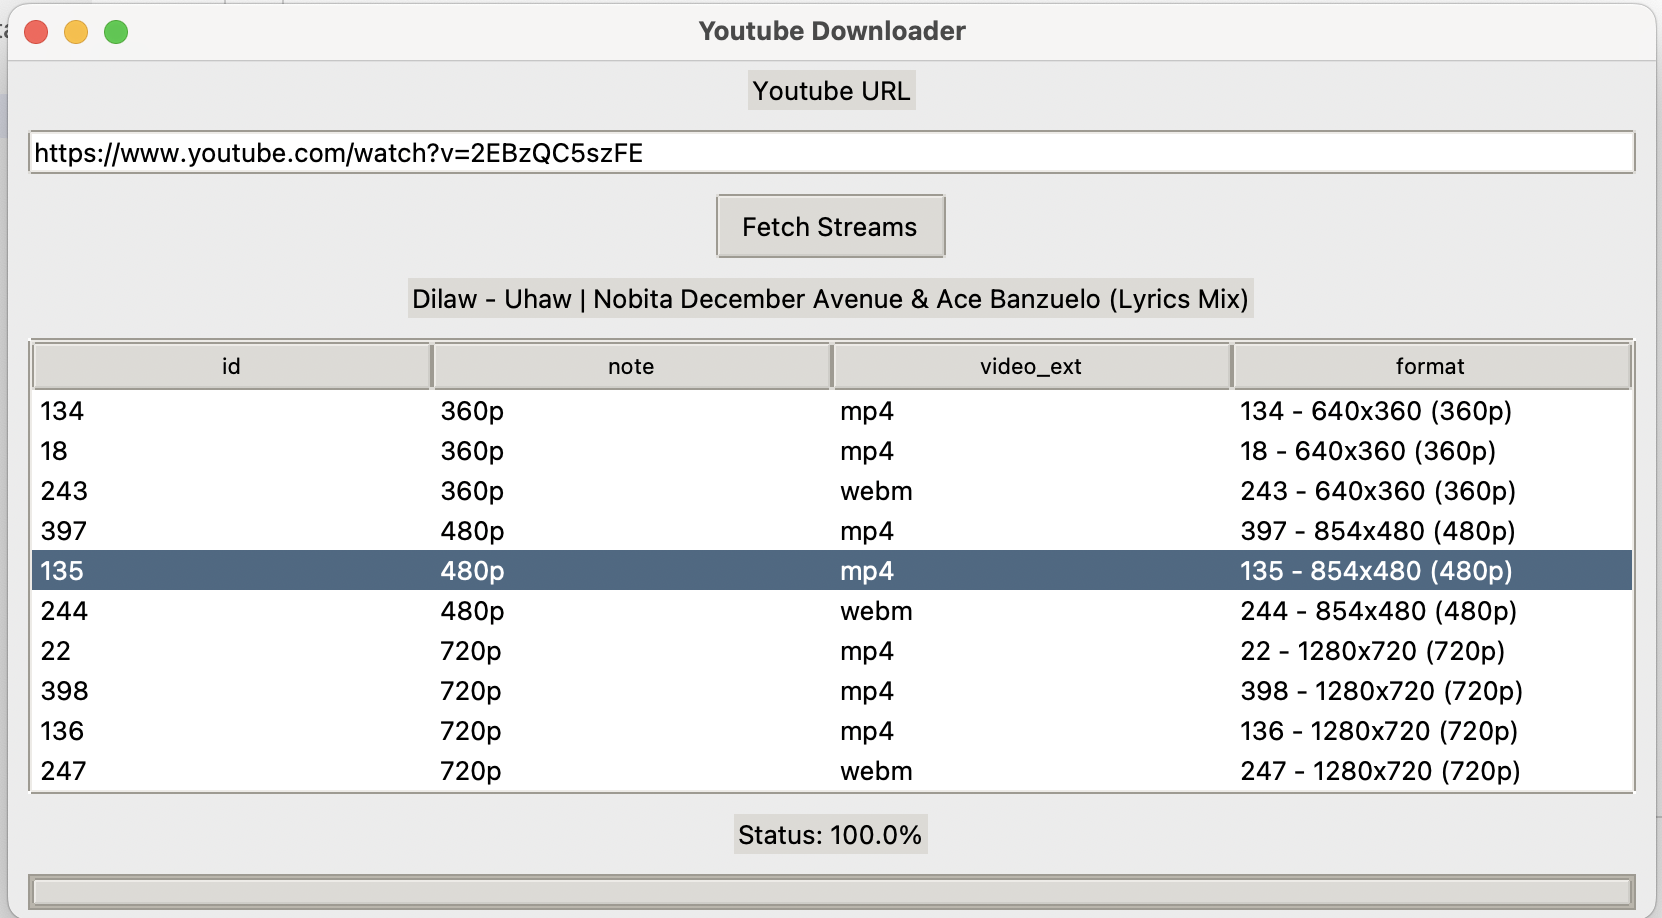 Youtube Downloader
Youtube URL
https://www.youtube.com/watch?v=2EBzQC5szFE
Fetch Streams
Dilaw - Uhaw | Nobita December Avenue & Ace Banzuelo (Lyrics Mix)
id note video_ext format
134 360p mp4 134 - 640x360 (360p)
18 360p mp4 18 - 640x360 (360p)
243 360p webm 243 - 640x360 (360p)
397 480p mp4 397 - 854x480 (480p)
135 480p mp4 135 - 854x480 (480p)
244 480p webm 244 - 854x480 (480p)
22 720p mp4 22 - 1280x720 (720p)
398 720p mp4 398 - 1280x720 (720p)
136 720p mp4 136 - 1280x720 (720p)
247 720p webm 247 - 1280x720 (720p)
Status: 100.0%